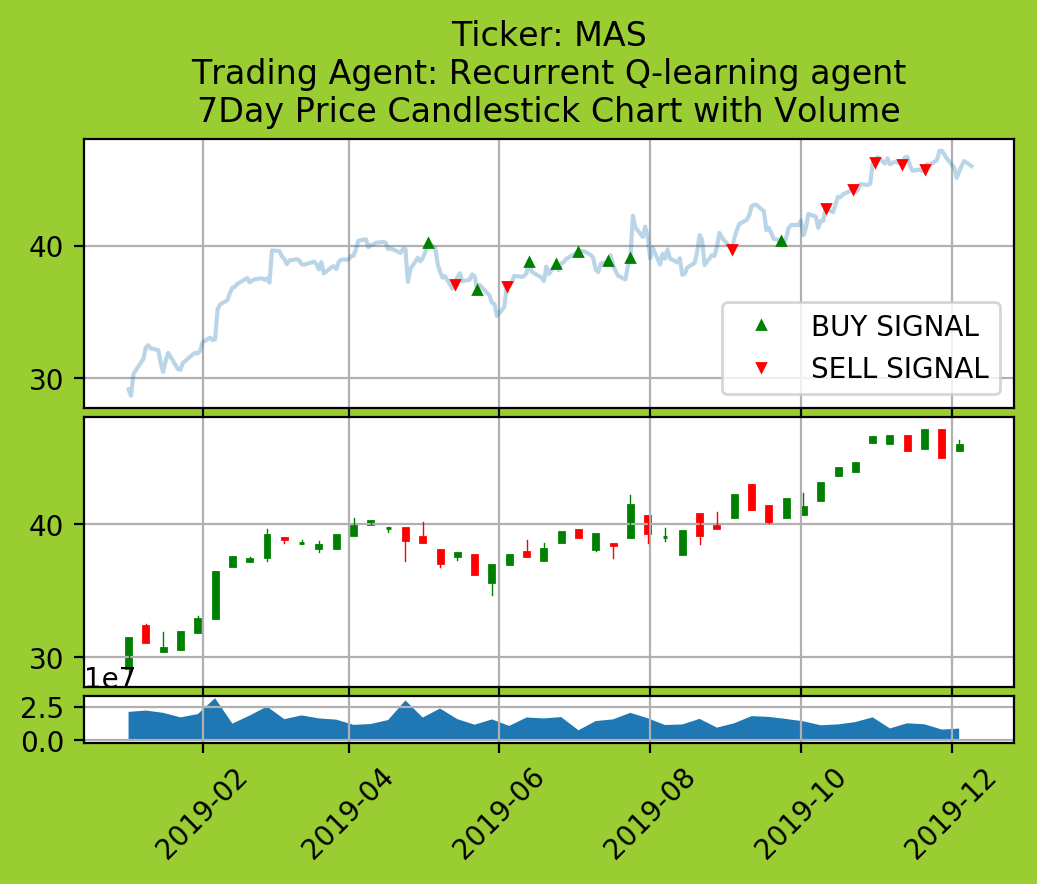 Ticker: MAS
Trading Agent: Recurrent Q-learning agent
7Day Price Candlestick Chart with Volume
40
30
BUY SIGNAL
SELL SIGNAL
40
30
1e7
2.5
0.0
2019-02
2019-04
2019-06
2019-08
2019-10
2019-12